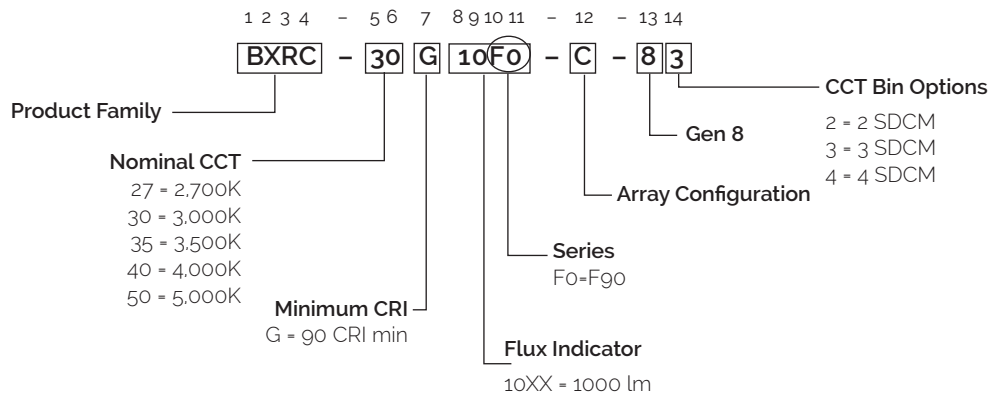 1 2 3 4 – 5 6 7 8 9 10 11 – 12 – 13 14
BXRC – 30 G 10F0 – C – 8 3
Product Family
CCT Bin Options
2 = 2 SDCM
3 = 3 SDCM
4 = 4 SDCM
Gen 8
Nominal CCT
27 = 2,700K
30 = 3,000K
35 = 3,500K
40 = 4,000K
50 = 5,000K
Array Configuration
Series
F0=F90
Minimum CRI
G = 90 CRI min
Flux Indicator
10XX = 1000 lm